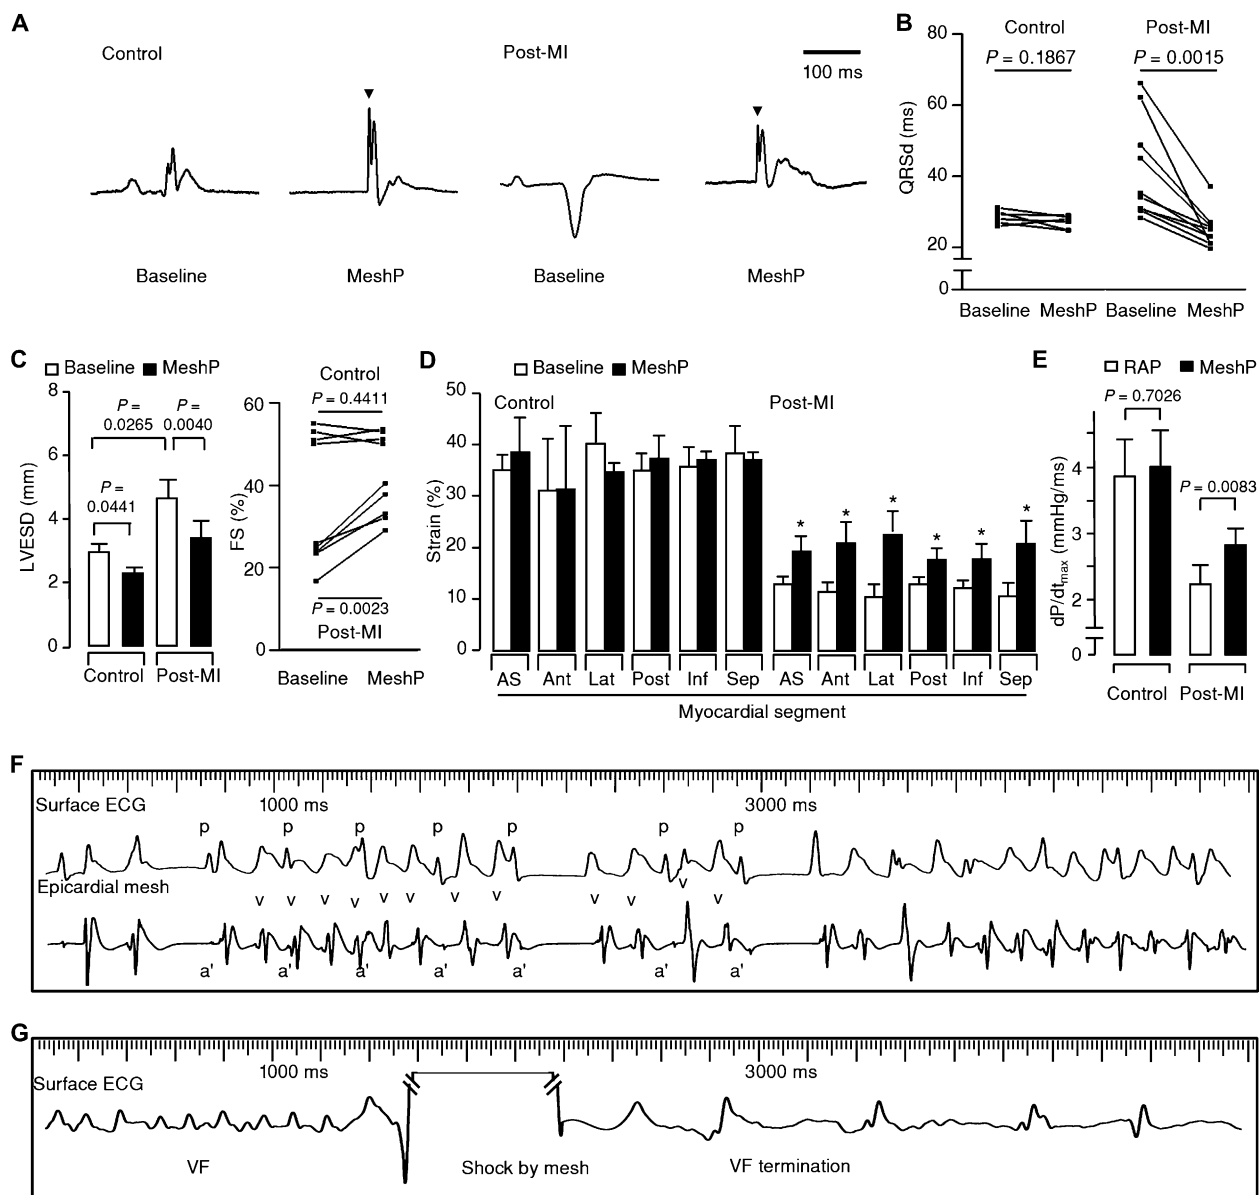 A
Control
Post-MI
100 ms
Baseline
MeshP
Baseline
MeshP
B
Control
Post-MI
P = 0.1867
P = 0.0015
QRSd (ms)
80
60
40
20
0
Baseline
MeshP
Baseline
MeshP
C
Baseline
MeshP
LVESD (mm)
8
6
4
2
0
P =
0.0265
P =
0.0040
P =
0.0441
Control
Post-MI
FS (%)
60
40
20
0
Control
P = 0.4411
P = 0.0023
Post-MI
Baseline
MeshP
D
Baseline
MeshP
Control
Post-MI
Strain (%)
50
40
30
20
10
0
* * * * * *
AS Ant Lat Post Inf Sep AS Ant Lat Post Inf Sep
Myocardial segment
E
RAP
MeshP
P = 0.7026
P = 0.0083
dP/dtmax (mmHg/ms)
4
3
2
0
Control
Post-MI
F
Surface ECG
1000 ms
3000 ms
p p p p p p p
Epicardial mesh
v v v v v v v v v v v v
a' a' a' a' a' a' a'
G
Surface ECG
1000 ms
3000 ms
VF
Shock by mesh
VF termination